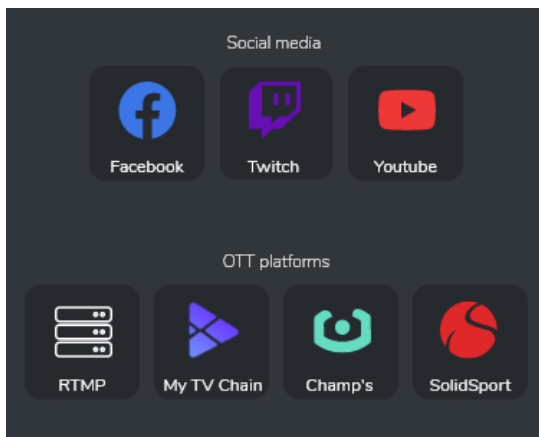 Social media
Facebook
Twitch
Youtube
OTT platforms
RTMP
My TV Chain
Champ's
SolidSport